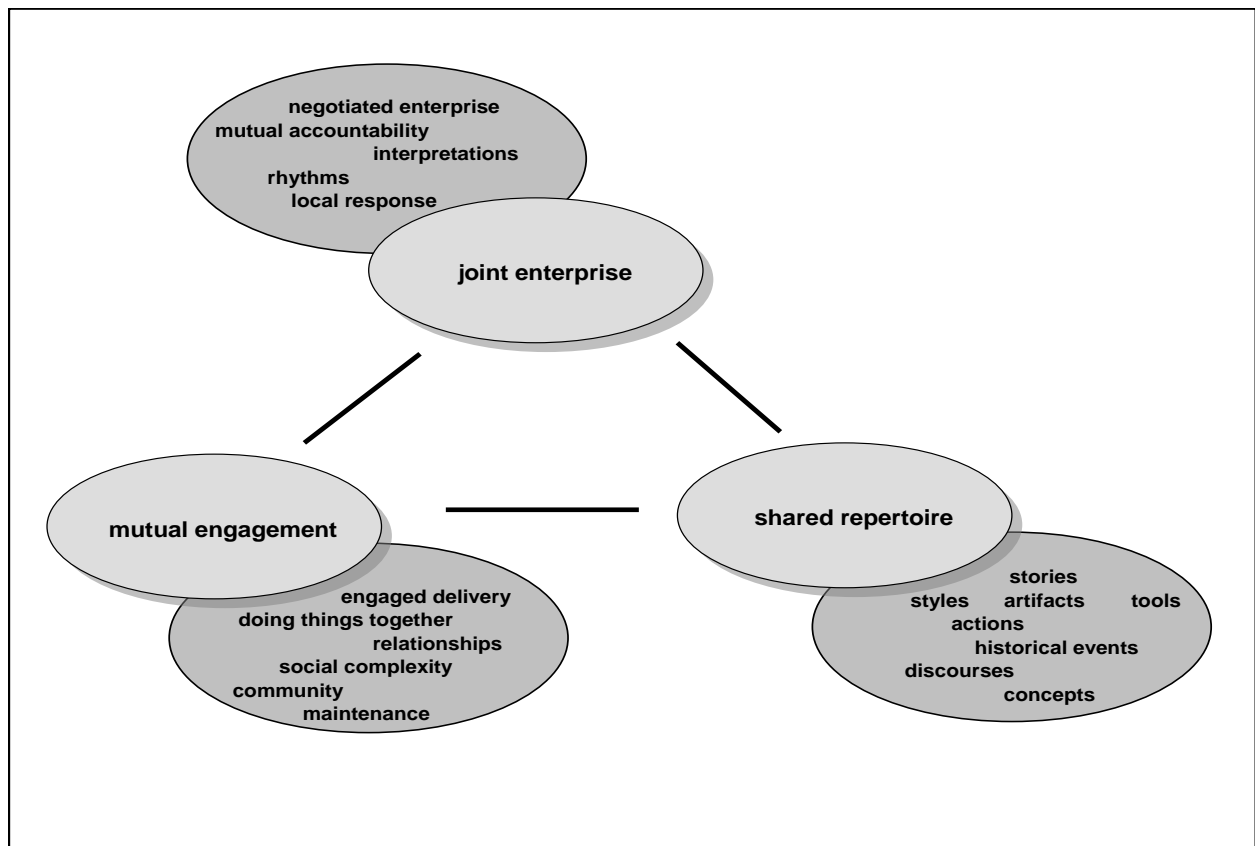 negotiated enterprise
mutual accountability
interpretations
rhythms
local response
joint enterprise
mutual engagement
engaged delivery
doing things together
relationships
social complexity
community
maintenance
shared repertoire
stories
styles artifacts tools
actions
historical events
discourses
concepts